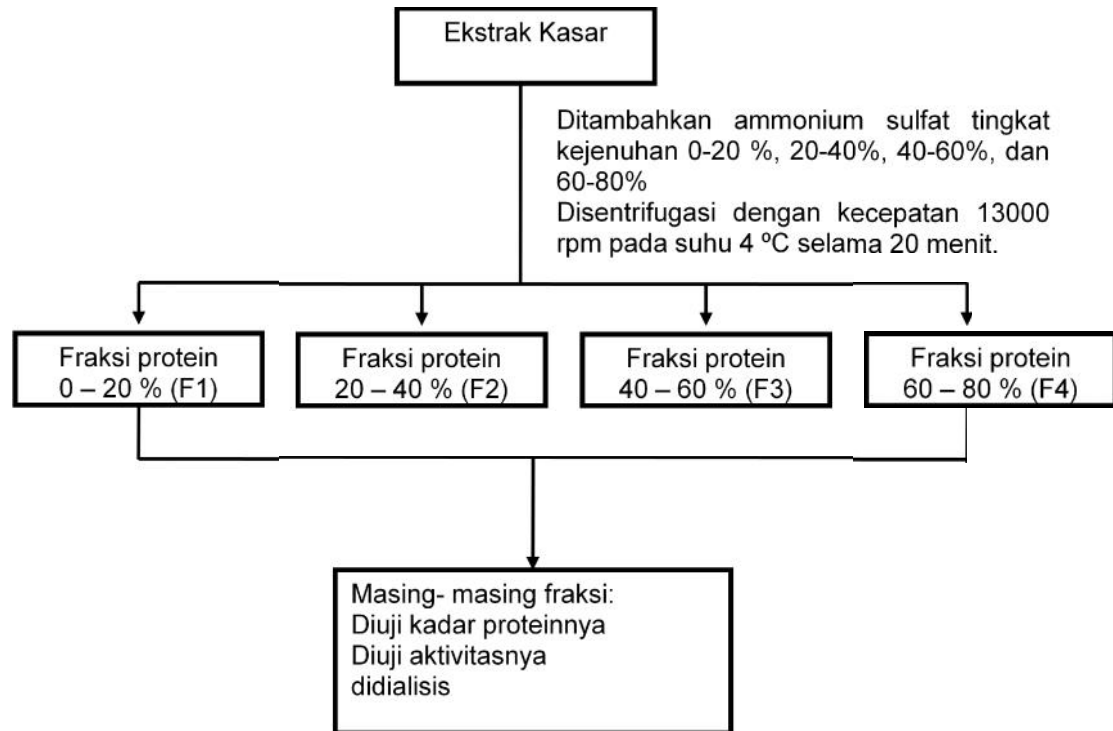 Ekstrak Kasar
Ditambahkan ammonium sulfat tingkat
kejenuhan 0-20 %, 20-40%, 40-60%, dan
60-80%
Disentrifugasi dengan kecepatan 13000
rpm pada suhu 4 ºC selama 20 menit.
Fraksi protein
0 – 20 % (F1)
Fraksi protein
20 – 40 % (F2)
Fraksi protein
40 – 60 % (F3)
Fraksi protein
60 – 80 % (F4)
Masing- masing fraksi:
Diuji kadar proteinnya
Diuji aktivitasnya
didialisis